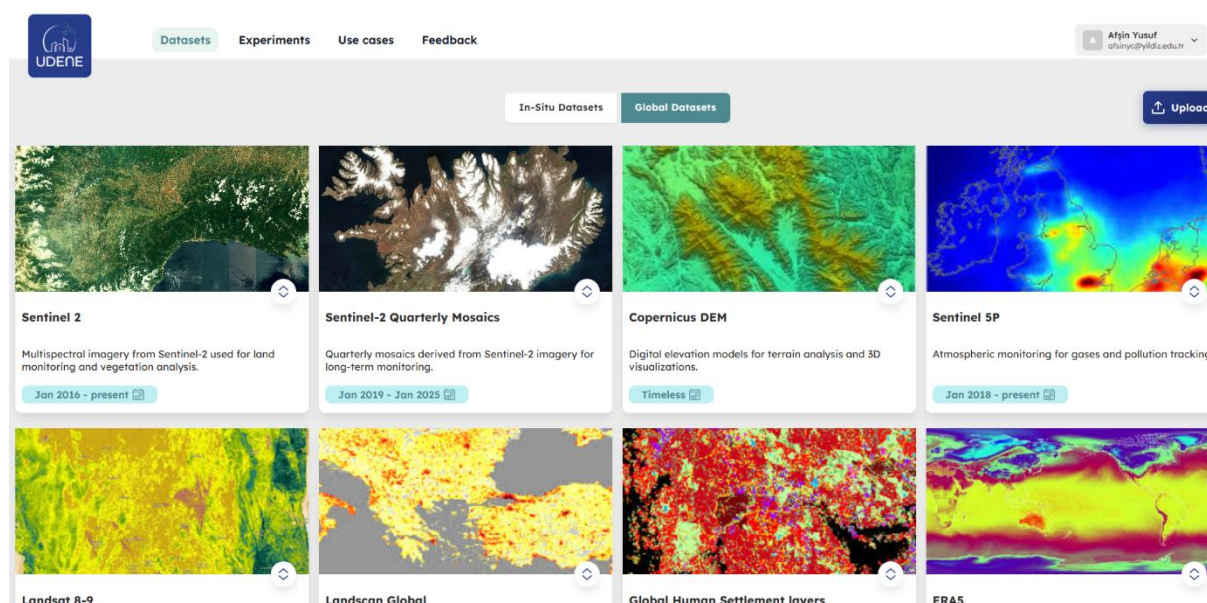 UDENE
Datasets
Experiments
Use cases
Feedback
A
Afşin Yusuf
afsinyc@yildiz.edu.tr
In-Situ Datasets
Global Datasets
Upload
Sentinel 2
Multispectral imagery from Sentinel-2 used for land
monitoring and vegetation analysis.
Jan 2016 - present
Sentinel-2 Quarterly Mosaics
Quarterly mosaics derived from Sentinel-2 imagery for
long-term monitoring.
Jan 2019 - Jan 2025
Copernicus DEM
Digital elevation models for terrain analysis and 3D
visualizations.
Timeless
Sentinel 5P
Atmospheric monitoring for gases and pollution tracking
Jan 2018 - present
Landsat 8-9
Landscan Global
Global Human Settlement layers
ERA5